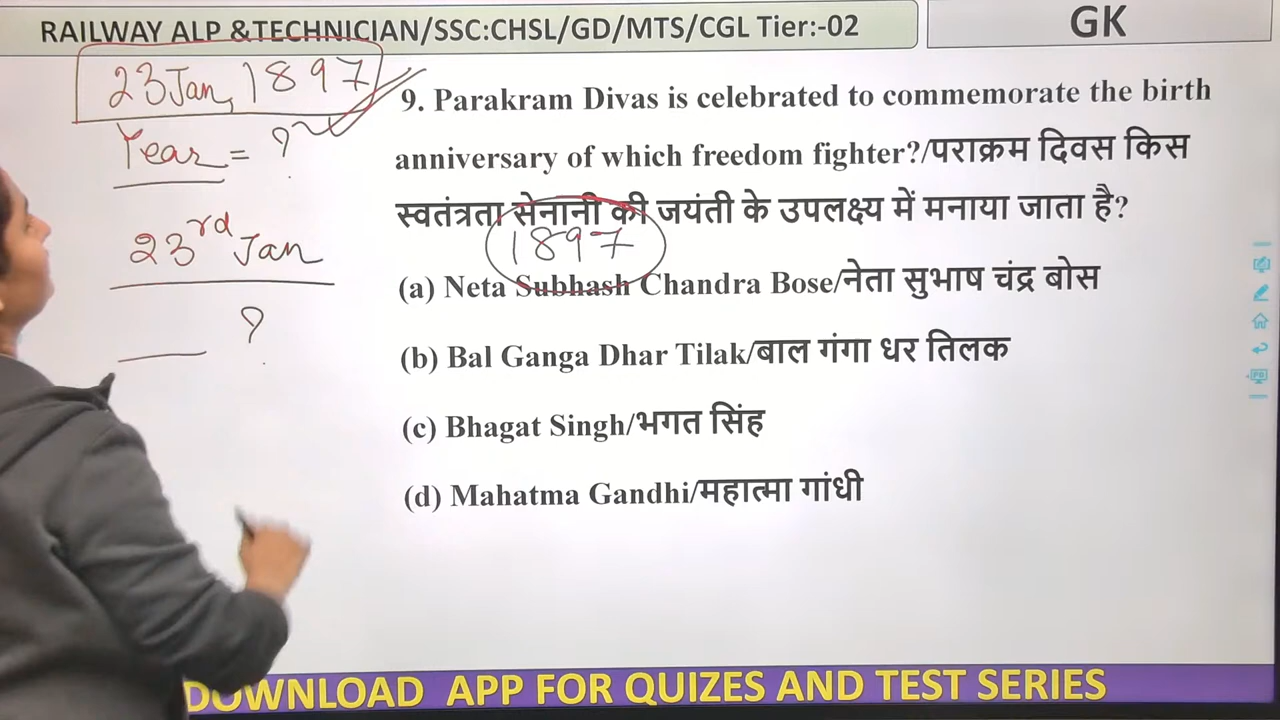 RAILWAY ALP &TECHNICIAN/SSC:CHSL/GD/MTS/CGL Tier:-02
GK
23 Jan, 1897
Year = ?
23rd Jan
?
9. Parakram Divas is celebrated to commemorate the birth
anniversary of which freedom fighter?/पराक्रम दिवस किस
स्वतंत्रता सेनानी की जयंती के उपलक्ष्य में मनाया जाता है?
1897
(a) Neta Subhash Chandra Bose/नेता सुभाष चंद्र बोस
(b) Bal Ganga Dhar Tilak/बाल गंगा धर तिलक
(c) Bhagat Singh/भगत सिंह
(d) Mahatma Gandhi/महात्मा गांधी
DOWNLOAD APP FOR QUIZES AND TEST SERIES